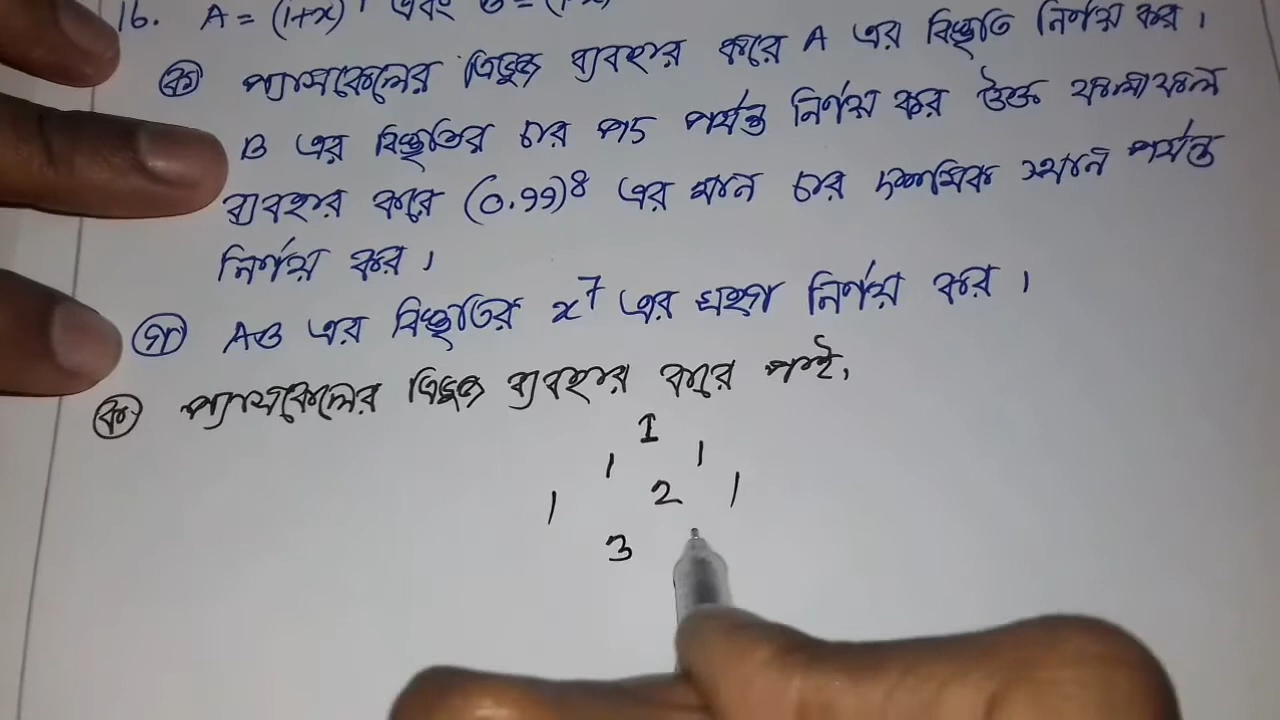 16. A = (1+x) এবং B = (1-x)
ক প্যাসকেলের ত্রিভুজ ব্যবহার করে A এর বিস্তৃতি নির্ণয় কর।
B এর বিস্তৃতির চার পদ পর্যন্ত নির্ণয় কর উক্ত ফলাফল
ব্যবহার করে (0.99)⁸ এর মান চার দশমিক স্থান পর্যন্ত
নির্ণয় কর।
গ AB এর বিস্তৃতির x⁷ এর সহগ নির্ণয় কর।
ক প্যাসকেলের ত্রিভুজ ব্যবহার করে পাই,
1
1 1
1 2 1
3